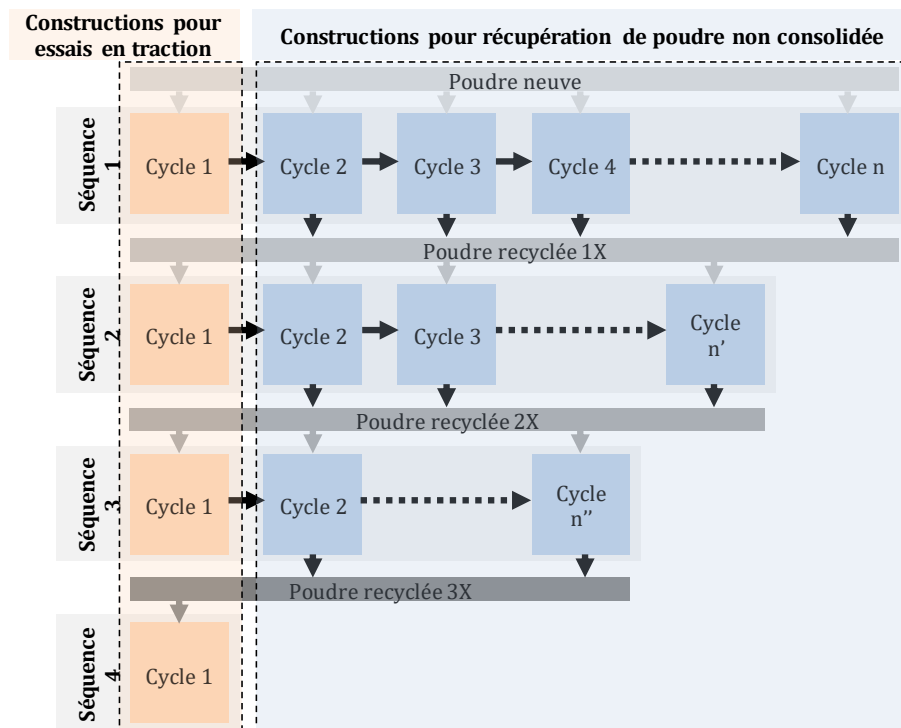 Constructions pour
essais en traction
Constructions pour récupération de poudre non consolidée
Poudre neuve
Séquence
1
Cycle 1
Cycle 2
Cycle 3
Cycle 4
Cycle n
Poudre recyclée 1X
Séquence
2
Cycle 1
Cycle 2
Cycle 3
Cycle
n'
Poudre recyclée 2X
Séquence
3
Cycle 1
Cycle 2
Cycle
n''
Poudre recyclée 3X
Séquence
4
Cycle 1